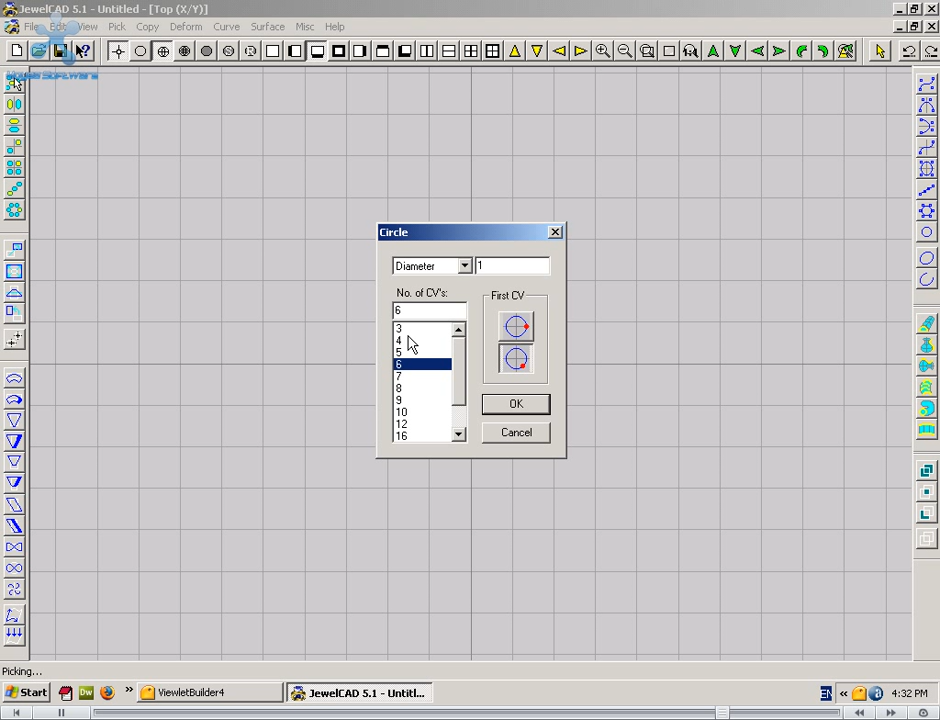 JewelCAD 5.1 - Untitled - [Top (X/Y)]
File Edit View Pick Copy Deform Curve Surface Misc Help
Circle
Diameter 1
No. of CV's: First CV
6
3
4
5
6
7
8
9
10
12
16
OK
Cancel
Picking...
Start Dw » ViewletBuilder4 JewelCAD 5.1 - Untitl... EN « a 4:32 PM